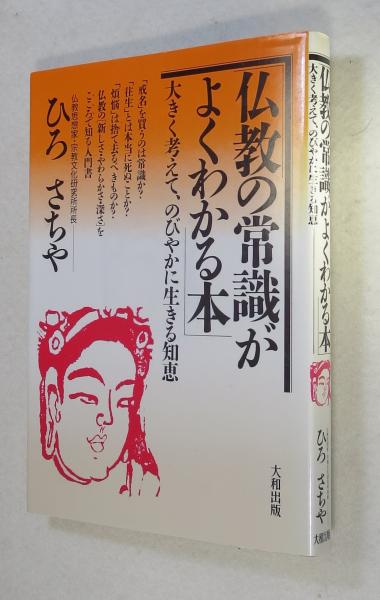 「仏教の常識が
よくわかる本」
大きく考えて、のびやかに生きる知恵
「戒名」を買うのは常識か?
「往生」とは本当に死ぬことか?
「煩悩」は捨て去るべきものか?
仏教の「新しさ・やわらかさ・深さ」を
こころで知る入門書
仏教思想家・宗教文化研究所所長
ひろ さちや
大和出版
「仏教の常識がよくわかる本」
大きく考えて、のびやかに生きる知恵
ひろ さちや
大和出版